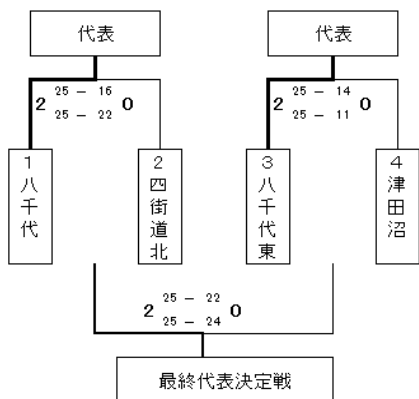 代表
代表
25 - 16
2 0
25 - 22
25 - 14
2 0
25 - 11
1八千代
2四街道北
3八千代東
4津田沼
25 - 22
2 0
25 - 24
最終代表決定戦